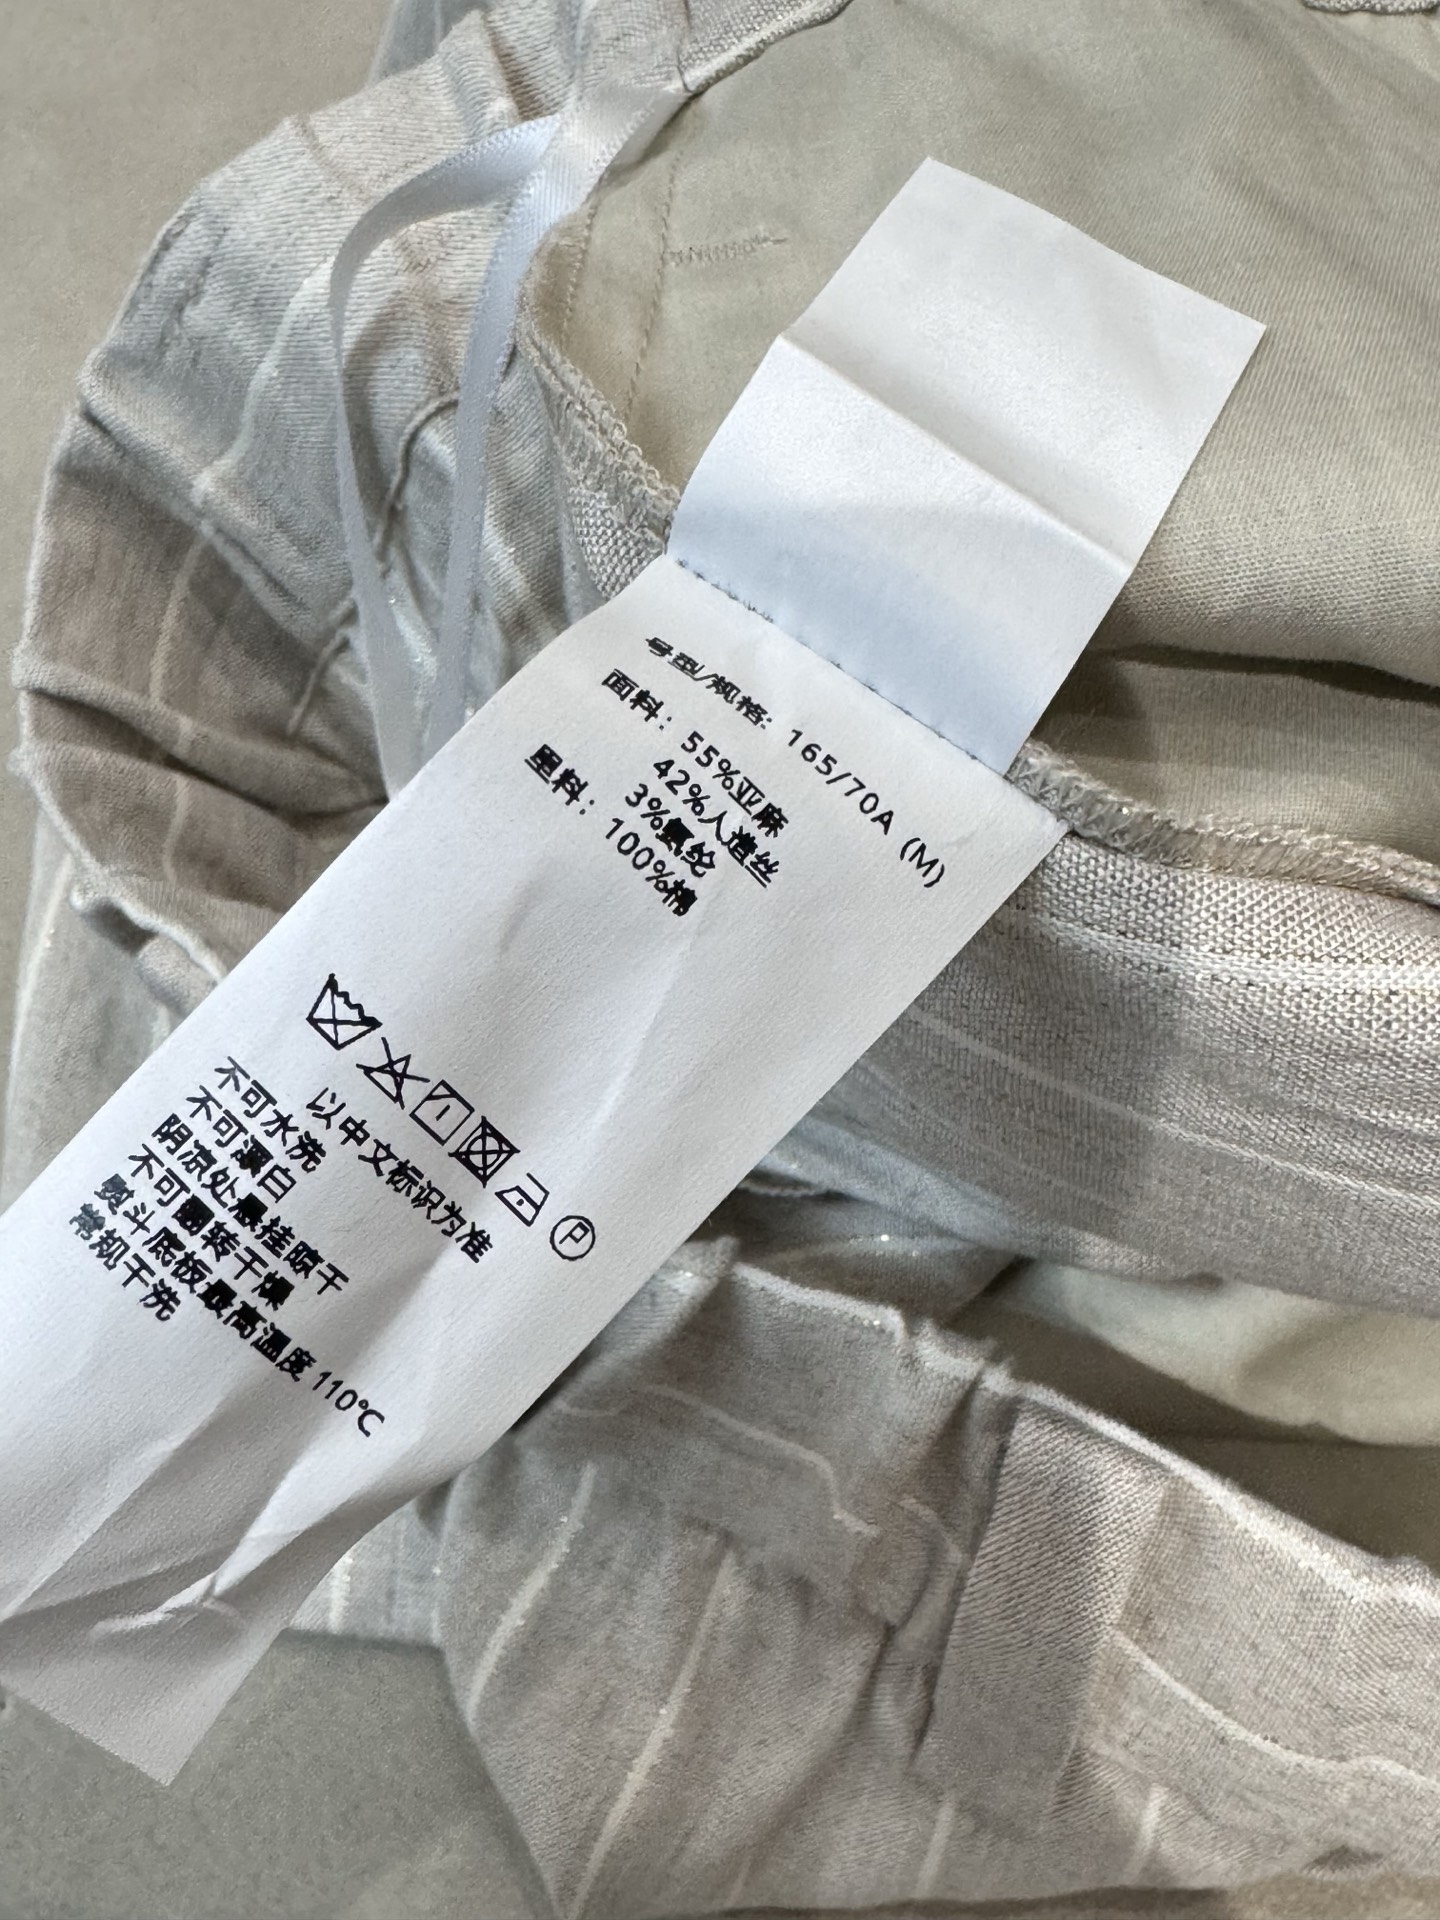 号型/规格: 165/70A (M)
面料: 55%亚麻
42%人造丝
3%氨纶
里料: 100%棉
P
以中文标识为准
不可水洗
不可漂白
阴凉处悬挂晾干
不可翻转干燥
熨斗底板最高温度 110℃
常规干洗